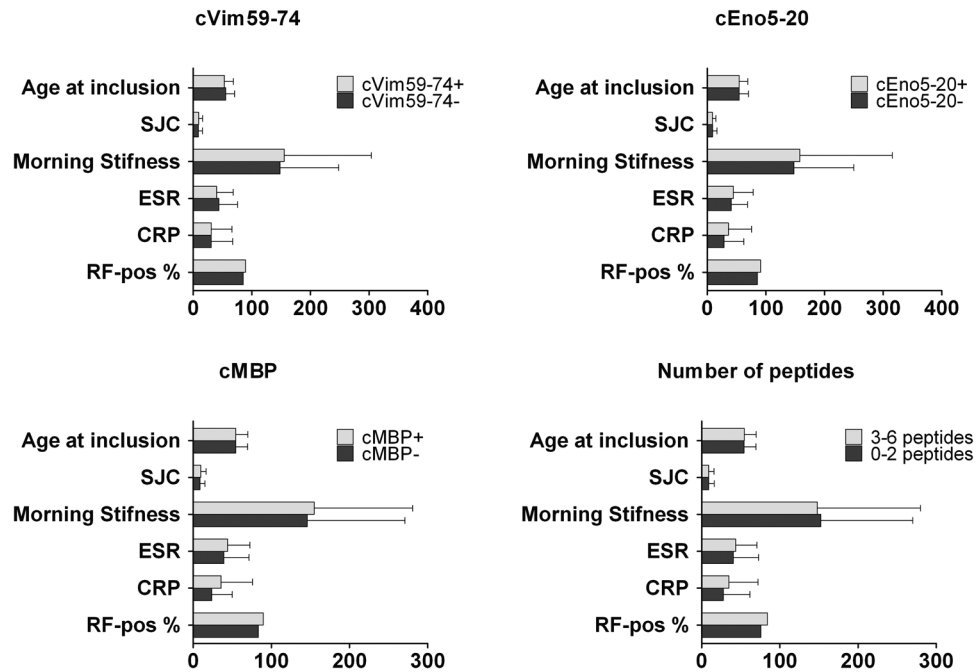 cVim59-74
Age at inclusion
SJC
Morning Stifness
ESR
CRP
RF-pos %
cVim59-74+
cVim59-74-
0 100 200 300 400
cEno5-20
Age at inclusion
SJC
Morning Stifness
ESR
CRP
RF-pos %
cEno5-20+
cEno5-20-
0 100 200 300 400
cMBP
Age at inclusion
SJC
Morning Stifness
ESR
CRP
RF-pos %
cMBP+
cMBP-
0 100 200 300
Number of peptides
Age at inclusion
SJC
Morning Stifness
ESR
CRP
RF-pos %
3-6 peptides
0-2 peptides
0 100 200 300